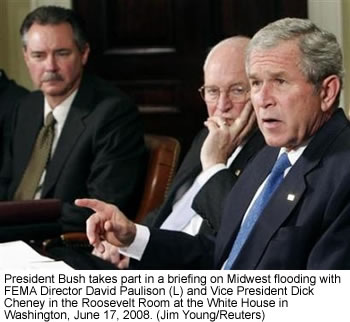 President Bush takes part in a briefing on Midwest flooding with
FEMA Director David Paulison (L) and Vice President Dick
Cheney in the Roosevelt Room at the White House in
Washington, June 17, 2008. (Jim Young/Reuters)